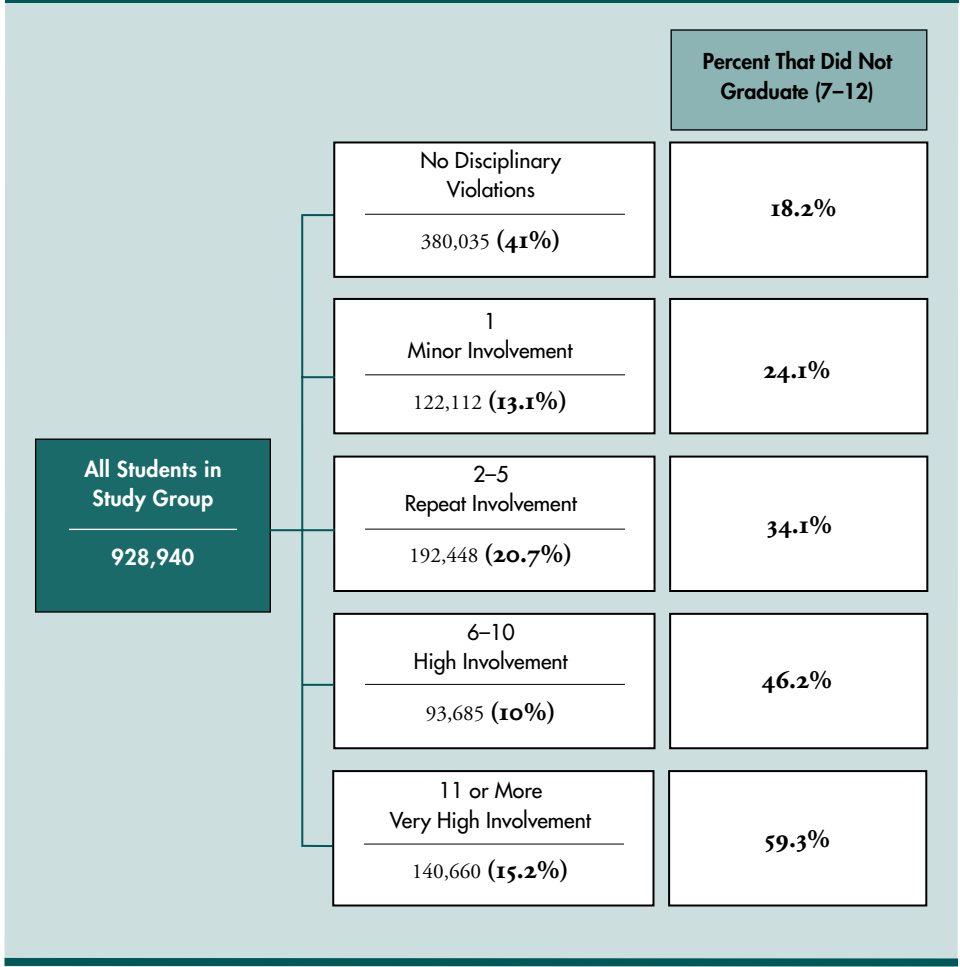 Percent That Did Not
Graduate (7–12)
No Disciplinary
Violations
380,035 (41%)
18.2%
1
Minor Involvement
122,112 (13.1%)
24.1%
All Students in
Study Group
928,940
2–5
Repeat Involvement
192,448 (20.7%)
34.1%
6–10
High Involvement
93,685 (10%)
46.2%
11 or More
Very High Involvement
140,660 (15.2%)
59.3%